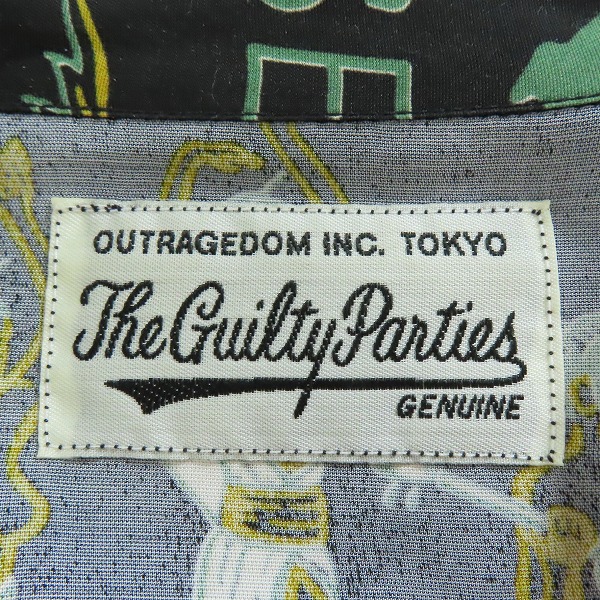 E
OUTRAGEDOM INC. TOKYO
The Guilty Parties
GENUINE